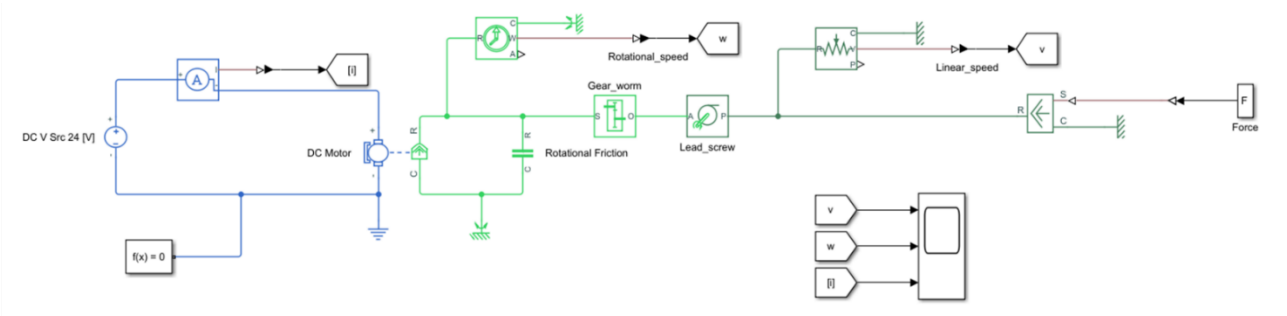 C
R
W
A
Rotational_speed
w
C
R
P
Linear_speed
v
A
I
+
[i]
Gear_worm
S
O
A
P
Lead_screw
R
S
C
F
Force
DC V Src 24 [V]
+
-
DC Motor
+
-
R
C
R
C
Rotational Friction
f(x) = 0
v
w
[i]